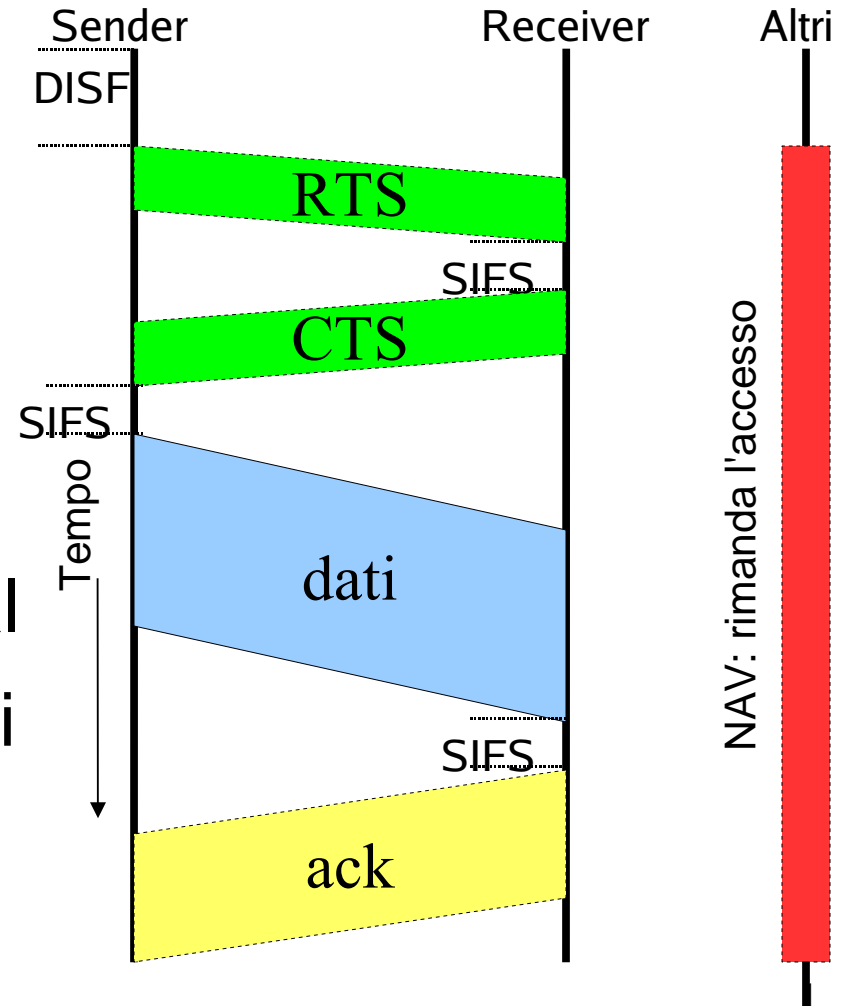 Sender Receiver Altri
DISF
RTS
SIFS
CTS
SIFS
Tempo
dati
SIFS
ack
NAV: rimanda l'accesso
l
i